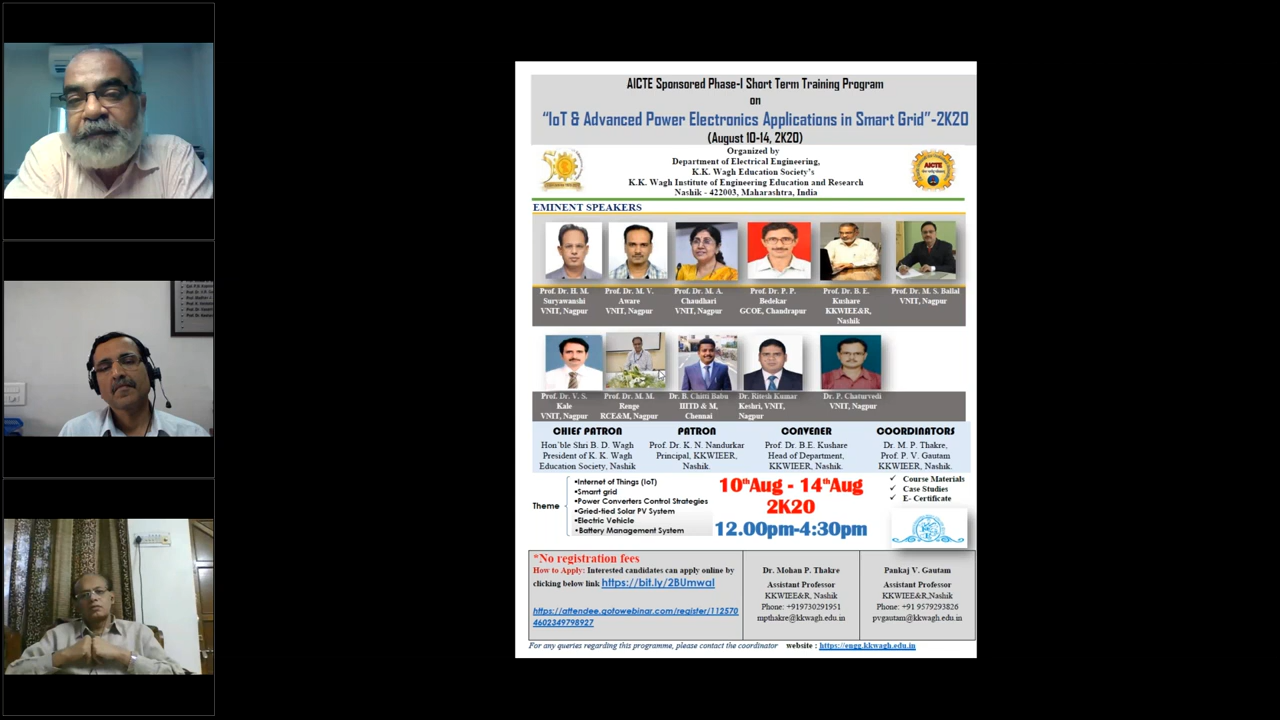 AICTE Sponsored Phase-I Short Term Training Program
on
“IoT & Advanced Power Electronics Applications in Smart Grid”-2K20
(August 10-14, 2K20)
Organized by
Department of Electrical Engineering,
K.K. Wagh Education Society's
K.K. Wagh Institute of Engineering Education and Research
Nashik - 422003, Maharashtra, India
AICTE
EMINENT SPEAKERS
Prof. Dr. H. M. Suryawanshi
VNIT, Nagpur
Prof. Dr. M. V. Aware
VNIT, Nagpur
Prof. Dr. M. A. Chaudhari
VNIT, Nagpur
Prof. Dr. P. P. Bedekar
GCOE, Chandrapur
Prof. Dr. B. E. Kushare
KKWIEE&R, Nashik
Prof. Dr. M. S. Ballal
VNIT, Nagpur
Prof. Dr. V. S. Kale
VNIT, Nagpur
Prof. Dr. M. M. Renge
RCE&M, Nagpur
Dr. B. Chitti Babu
IIITD & M, Chennai
Dr. Ritesh Kumar Keshri, VNIT, Nagpur
Dr. P. Chaturvedi
VNIT, Nagpur
CHIEF PATRON
Hon'ble Shri B. D. Wagh
President of K. K. Wagh
Education Society, Nashik
PATRON
Prof. Dr. K. N. Nandurkar
Principal, KKWIEER,
Nashik.
CONVENER
Prof. Dr. B.E. Kushare
Head of Department,
KKWIEER, Nashik.
COORDINATORS
Dr. M. P. Thakre,
Prof. P. V. Gautam
KKWIEER, Nashik.
Theme
•Internet of Things (IoT)
•Smart grid
•Power Converters Control Strategies
•Gried-tied Solar PV System
•Electric Vehicle
•Battery Management System
10thAug - 14thAug
2K20
12.00pm-4:30pm
✓ Course Materials
✓ Case Studies
✓ E- Certificate
*No registration fees
How to Apply: Interested candidates can apply online by
clicking below link https://bit.ly/2BUmwal
https://attendee.gotowebinar.com/register/112570
4602349798927
Dr. Mohan P. Thakre
Assistant Professor
KKWIEE&R, Nashik
Phone: +919730291951
mpthakre@kkwagh.edu.in
Pankaj V. Gautam
Assistant Professor
KKWIEE&R,Nashik
Phone: +91 9579293826
pvgautam@kkwagh.edu.in
For any queries regarding this programme, please contact the coordinator website : https://engg.kkwagh.edu.in